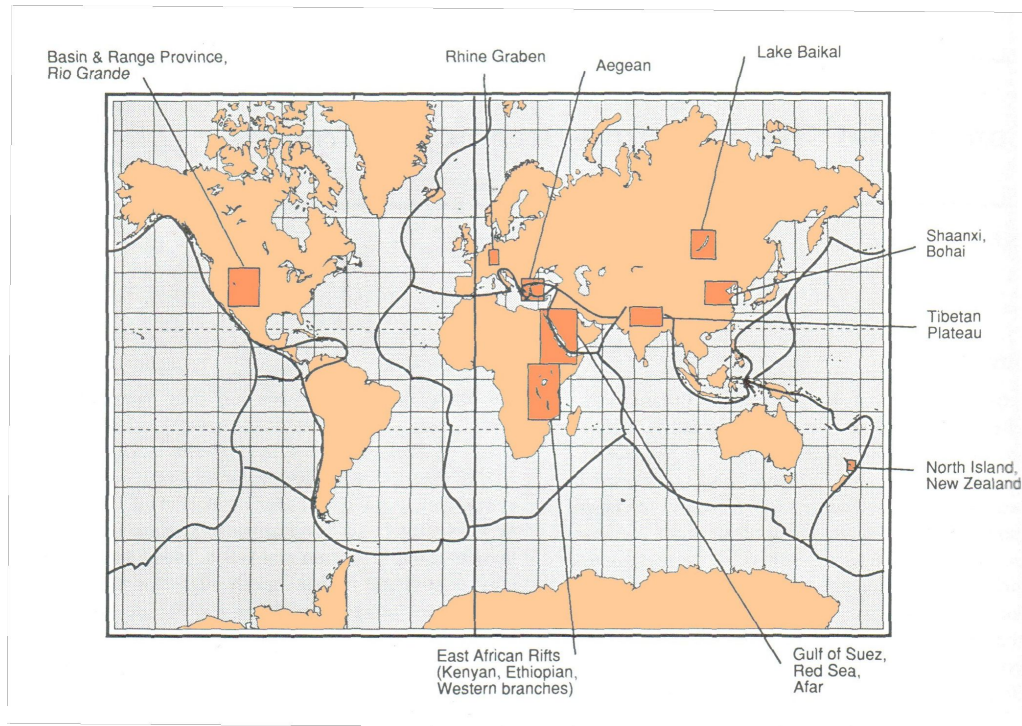 Basin & Range Province,
Rio Grande
Rhine Graben
Aegean
Lake Baikal
Shaanxi,
Bohai
Tibetan
Plateau
North Island,
New Zealand
East African Rifts
(Kenyan, Ethiopian,
Western branches)
Gulf of Suez,
Red Sea,
Afar